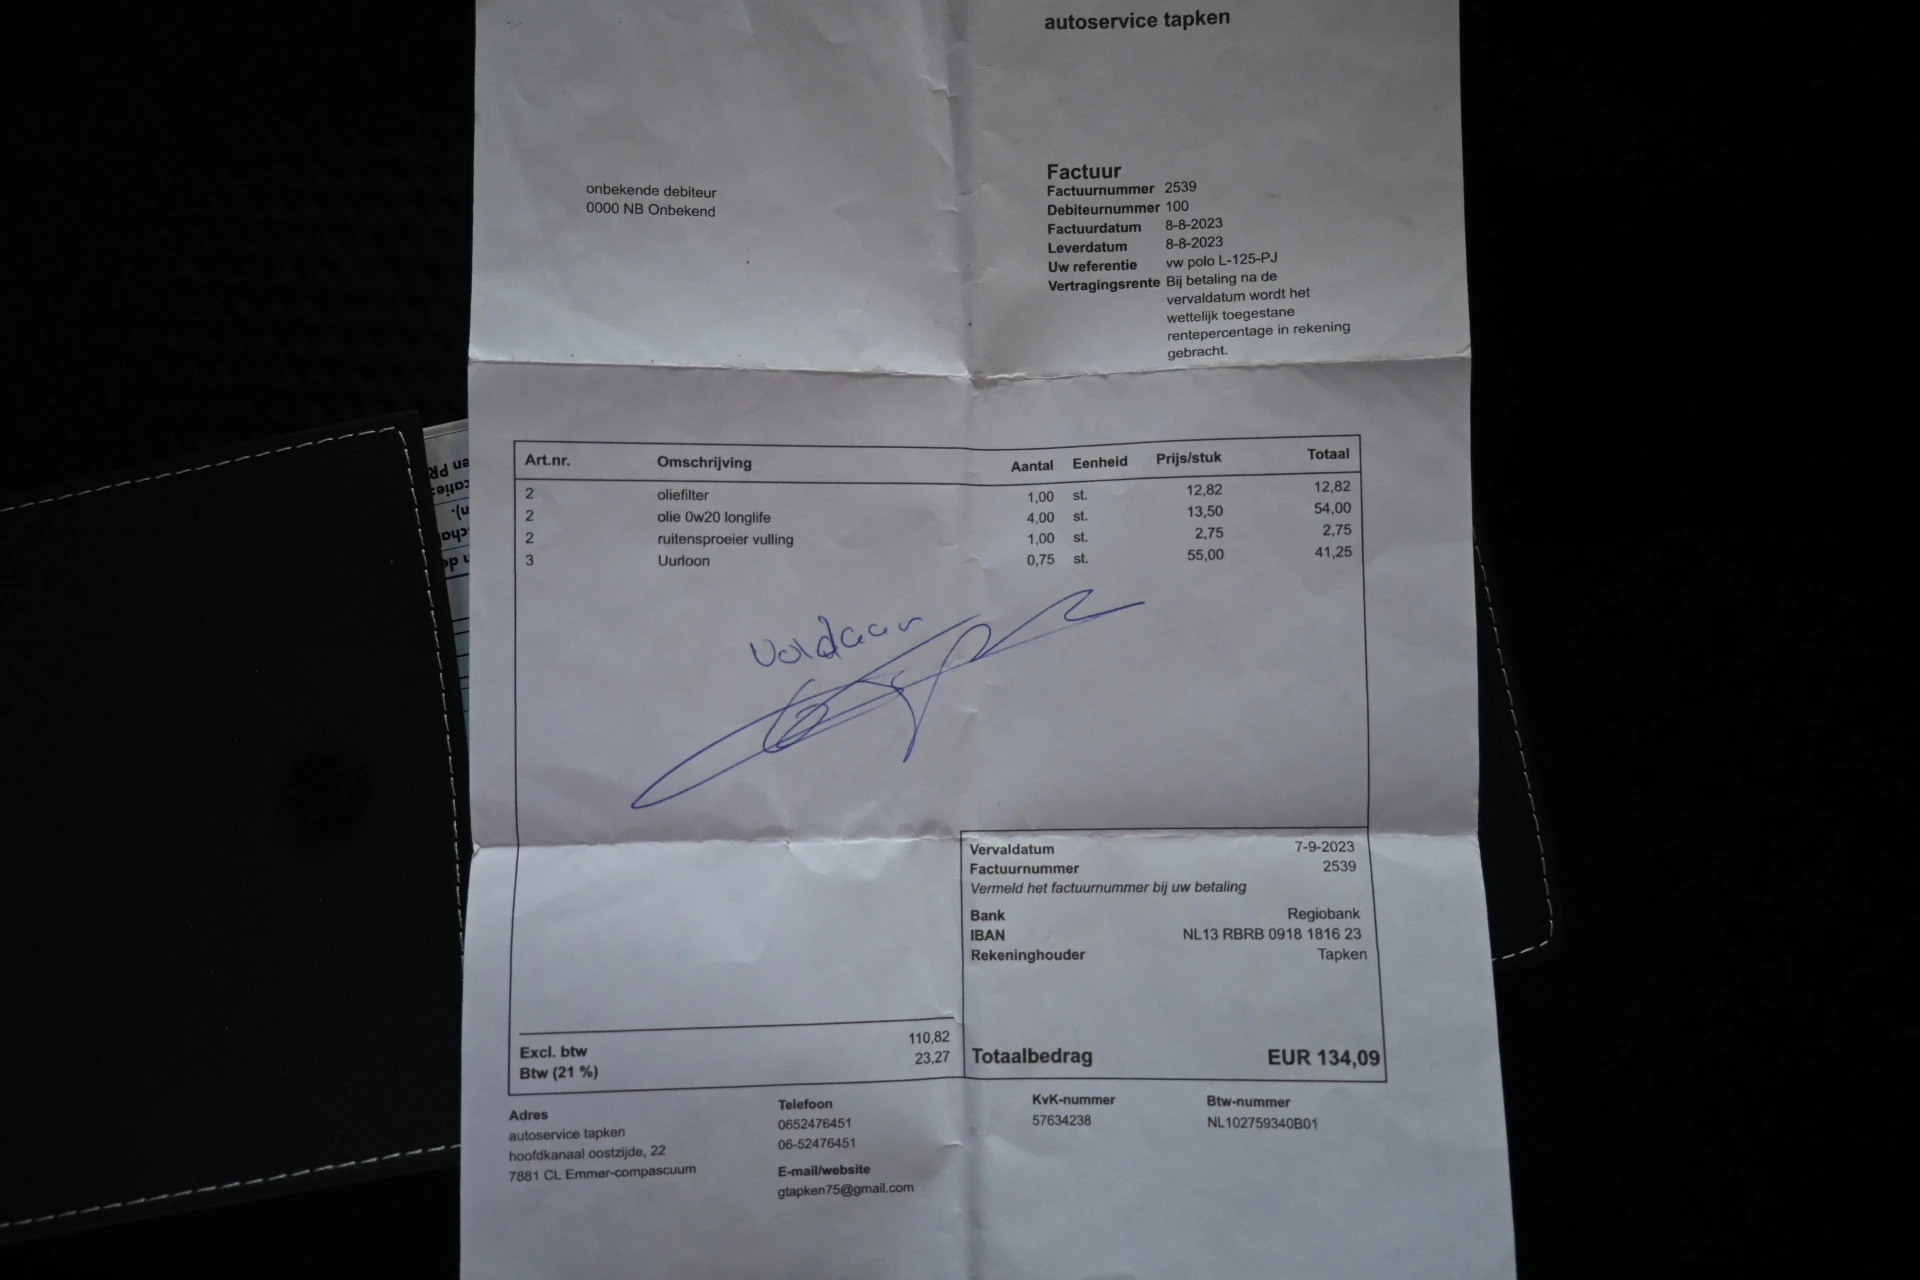 autoservice tapken
onbekende debiteur
0000 NB Onbekend
Factuur
Factuurnummer 2539
Debiteurnummer 100
Factuurdatum 8-8-2023
Leverdatum 8-8-2023
Uw referentie vw polo L-125-PJ
Vertragingsrente Bij betaling na de
vervaldatum wordt het
wettelijk toegestane
rentepercentage in rekening
gebracht.
Art.nr. Omschrijving Aantal Eenheid Prijs/stuk Totaal
2 oliefilter 1,00 st. 12,82 12,82
2 olie 0w20 longlife 4,00 st. 13,50 54,00
2 ruitensproeier vulling 1,00 st. 2,75 2,75
3 Uurloon 0,75 st. 55,00 41,25
Voldaan
Vervaldatum 7-9-2023
Factuurnummer 2539
Vermeld het factuurnummer bij uw betaling
Bank Regiobank
IBAN NL13 RBRB 0918 1816 23
Rekeninghouder Tapken
Excl. btw 110,82
Btw (21 %) 23,27
Totaalbedrag EUR 134,09
Adres
autoservice tapken
hoofdkanaal oostzijde, 22
7881 CL Emmer-compascuum
Telefoon
0652476451
06-52476451
E-mail/website
gtapken75@gmail.com
KvK-nummer
57634238
Btw-nummer
NL102759340B01